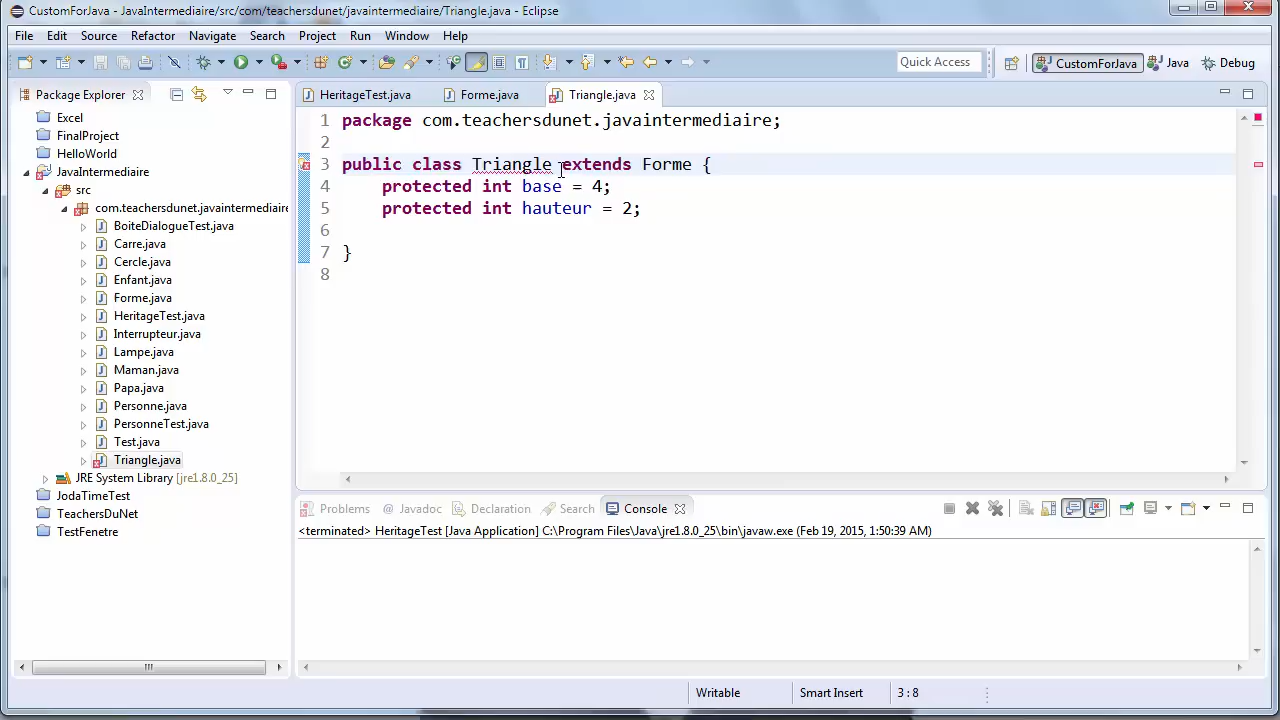 CustomForJava - JavaIntermediaire/src/com/teachersdunet/javaintermediaire/Triangle.java - Eclipse
File Edit Source Refactor Navigate Search Project Run Window Help
Quick Access CustomForJava Java Debug
Package Explorer
HeritageTest.java Forme.java Triangle.java
Excel
FinalProject
HelloWorld
JavaIntermediaire
src
com.teachersdunet.javaintermediaire
BoiteDialogueTest.java
Carre.java
Cercle.java
Enfant.java
Forme.java
HeritageTest.java
Interrupteur.java
Lampe.java
Maman.java
Papa.java
Personne.java
PersonneTest.java
Test.java
Triangle.java
JRE System Library [jre1.8.0_25]
JodaTimeTest
TeachersDuNet
TestFenetre
1 package com.teachersdunet.javaintermediaire;
2
3 public class Triangle extends Forme {
4 protected int base = 4;
5 protected int hauteur = 2;
6
7 }
8
Problems @ Javadoc Declaration Search Console
<terminated> HeritageTest [Java Application] C:\Program Files\Java\jre1.8.0_25\bin\javaw.exe (Feb 19, 2015, 1:50:39 AM)
Writable Smart Insert 3 : 8